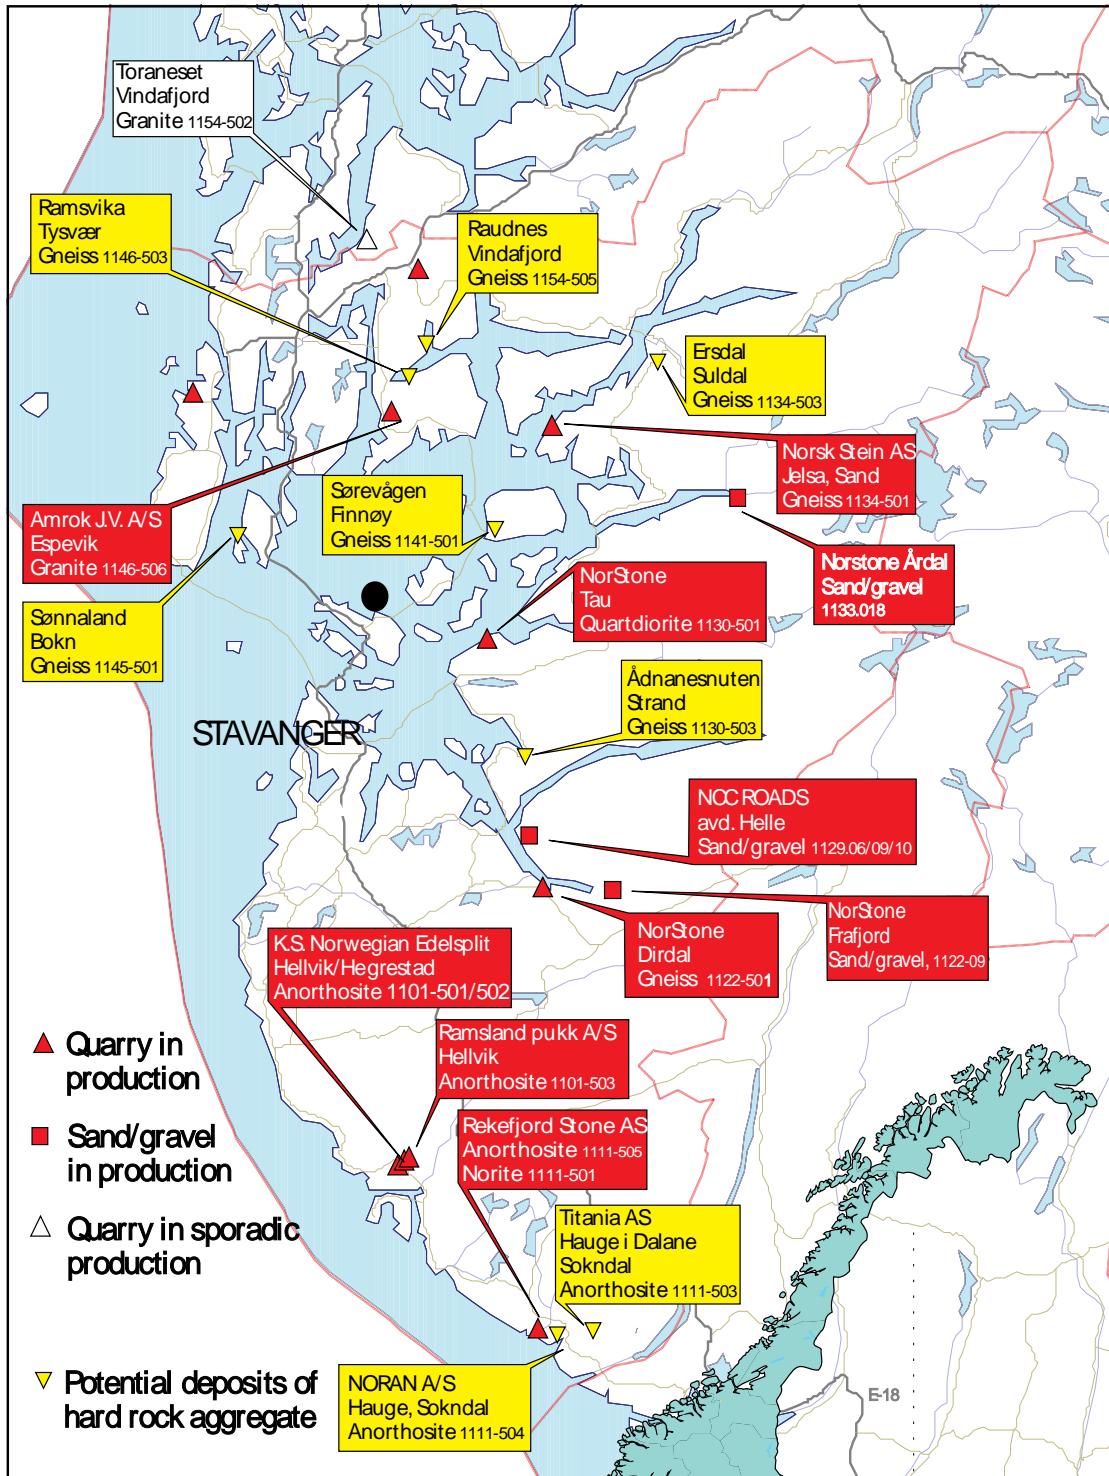 Toraneset
Vindafjord
Granite 1154-502
Ramsvika
Tysvær
Gneiss 1146-503
Raudnes
Vindafjord
Gneiss 1154-505
Ersdal
Suldal
Gneiss 1134-503
Norsk Stein AS
Jelsa, Sand
Gneiss 1134-501
Sørevågen
Finnøy
Gneiss 1141-501
Amrok J.V. A/S
Espevik
Granite 1146-506
Norstone Årdal
Sand/gravel
1133.018
NorStone
Tau
Quartdiorite 1130-501
Sønnaland
Bokn
Gneiss 1145-501
Ådnanesnuten
Strand
Gneiss 1130-503
STAVANGER
NCC ROADS
avd. Helle
Sand/gravel 1129.06/09/10
NorStone
Frafjord
Sand/gravel, 1122-09
NorStone
Dirdal
Gneiss 1122-501
K.S. Norwegian Edelsplit
Hellvik/Hegrestad
Anorthosite 1101-501/502
Ramsland pukk A/S
Hellvik
Anorthosite 1101-503
Rekefjord Stone AS
Anorthosite 1111-505
Norite 1111-501
Titania AS
Hauge i Dalane
Sokndal
Anorthosite 1111-503
NORAN A/S
Hauge, Sokndal
Anorthosite 1111-504
E-18
Quarry in
production
Sand/gravel
in production
Quarry in sporadic
production
Potential deposits of
hard rock aggregate